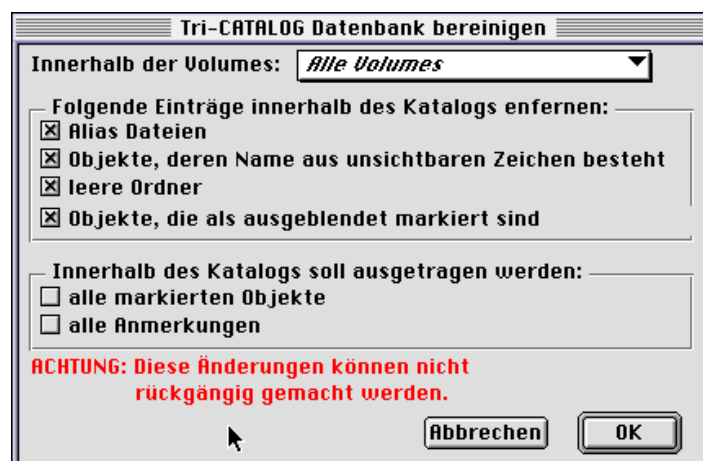 Tri-CATALOG Datenbank bereinigen
Innerhalb der Volumes: Alle Volumes
Folgende Einträge innerhalb des Katalogs enfernen:
Alias Dateien
Objekte, deren Name aus unsichtbaren Zeichen besteht
leere Ordner
Objekte, die als ausgeblendet markiert sind
Innerhalb des Katalogs soll ausgetragen werden:
alle markierten Objekte
alle Anmerkungen
ACHTUNG: Diese Änderungen können nicht
rückgängig gemacht werden.
Abbrechen OK